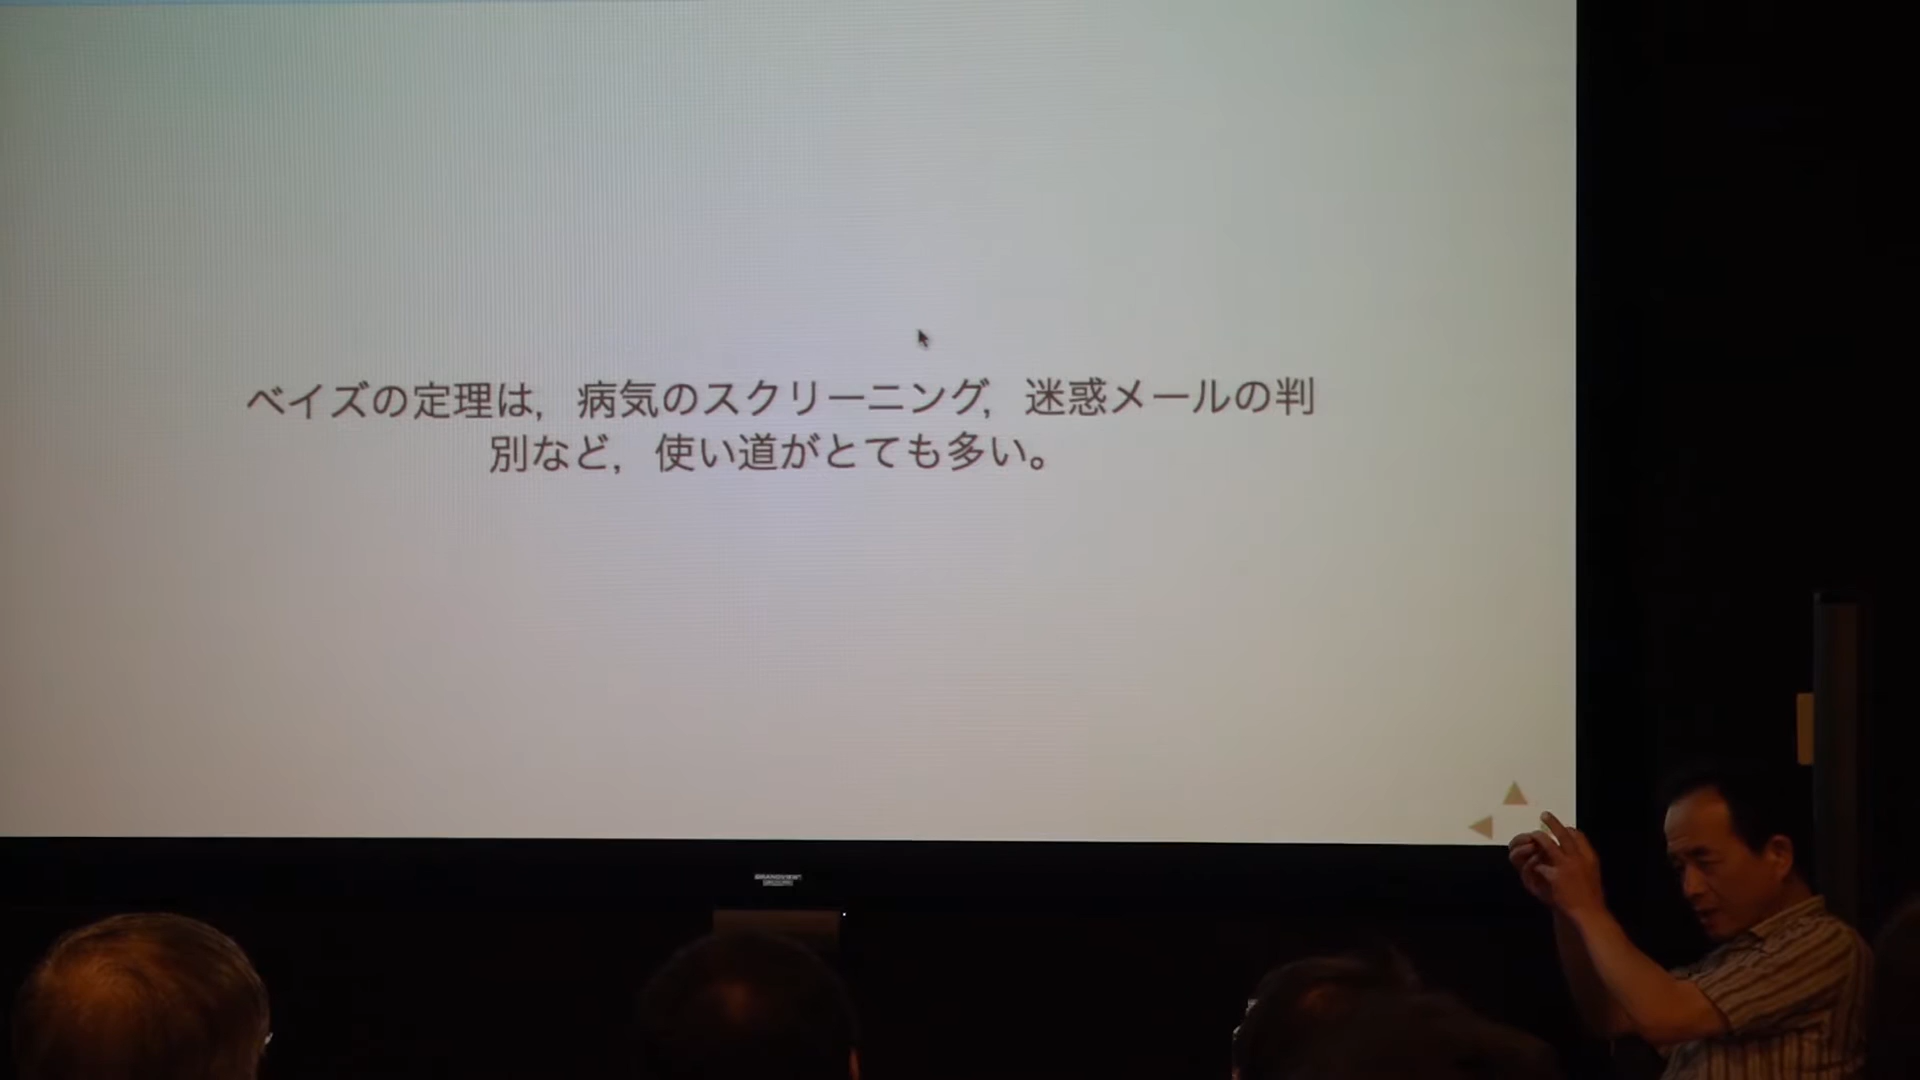 ベイズの定理は，病気のスクリーニング，迷惑メールの判
別など，使い道がとても多い。
GRANDVIEW